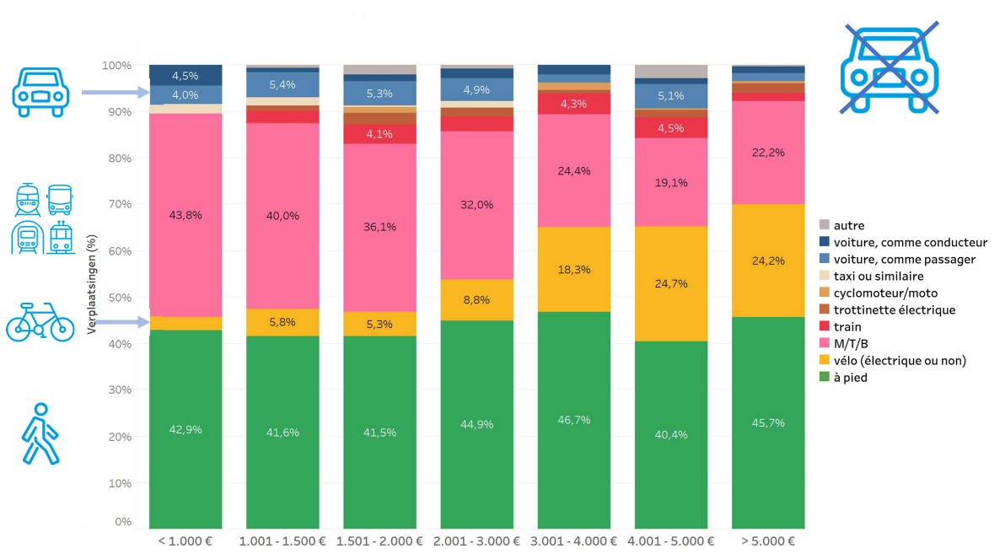 100%
90%
80%
70%
60%
50%
40%
30%
20%
10%
0%
Verplaatsingen (%)
4,5%
4,0%
43,8%
42,9%
5,4%
40,0%
5,8%
41,6%
5,3%
4,1%
36,1%
5,3%
41,5%
4,9%
32,0%
8,8%
44,9%
4,3%
24,4%
18,3%
46,7%
5,1%
4,5%
19,1%
24,7%
40,4%
22,2%
24,2%
45,7%
< 1.000 €
1.001 - 1.500 €
1.501 - 2.000 €
2.001 - 3.000 €
3.001 - 4.000 €
4.001 - 5.000 €
> 5.000 €
autre
voiture, comme conducteur
voiture, comme passager
taxi ou similaire
cyclomoteur/moto
trottinette électrique
train
M/T/B
vélo (électrique ou non)
à pied